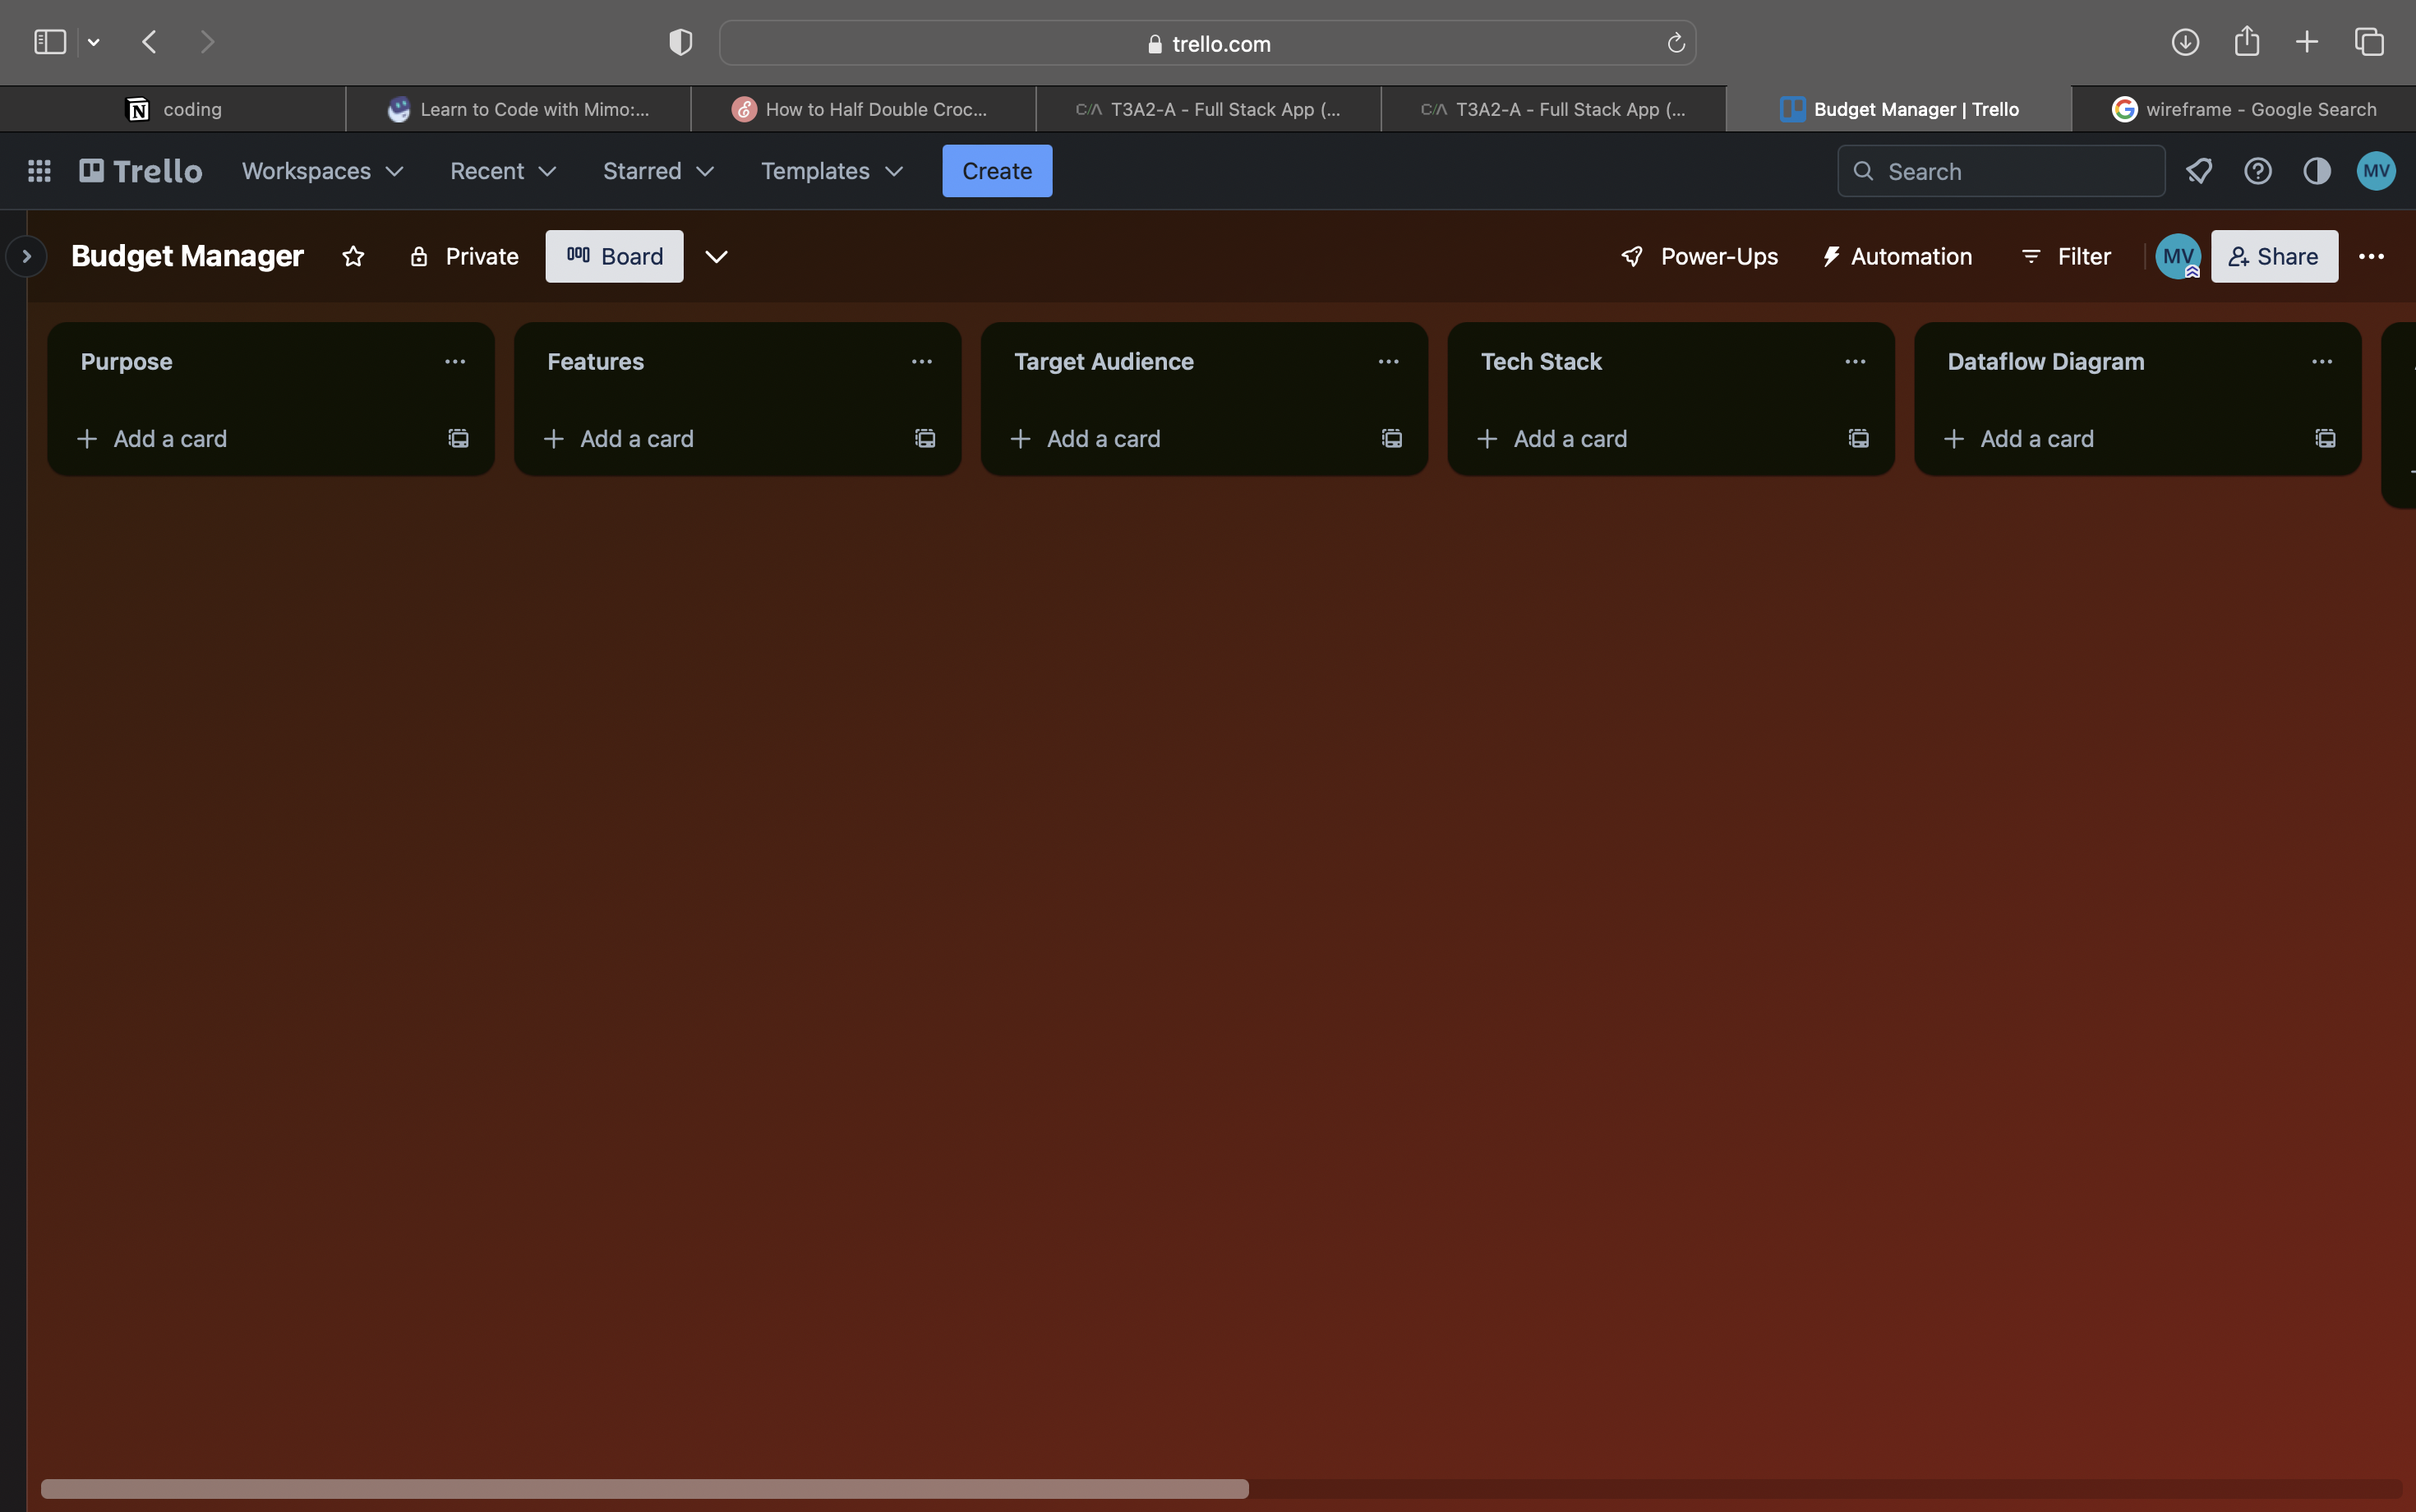 trello.com
coding
Learn to Code with Mimo:...
How to Half Double Croc...
C/A T3A2-A - Full Stack App (...
C/A T3A2-A - Full Stack App (...
Budget Manager | Trello
wireframe - Google Search
Trello
Workspaces
Recent
Starred
Templates
Create
Search
MV
Budget Manager
Private
Board
Power-Ups
Automation
Filter
MV
Share
Purpose
Features
Target Audience
Tech Stack
Dataflow Diagram
Add a card
Add a card
Add a card
Add a card
Add a card